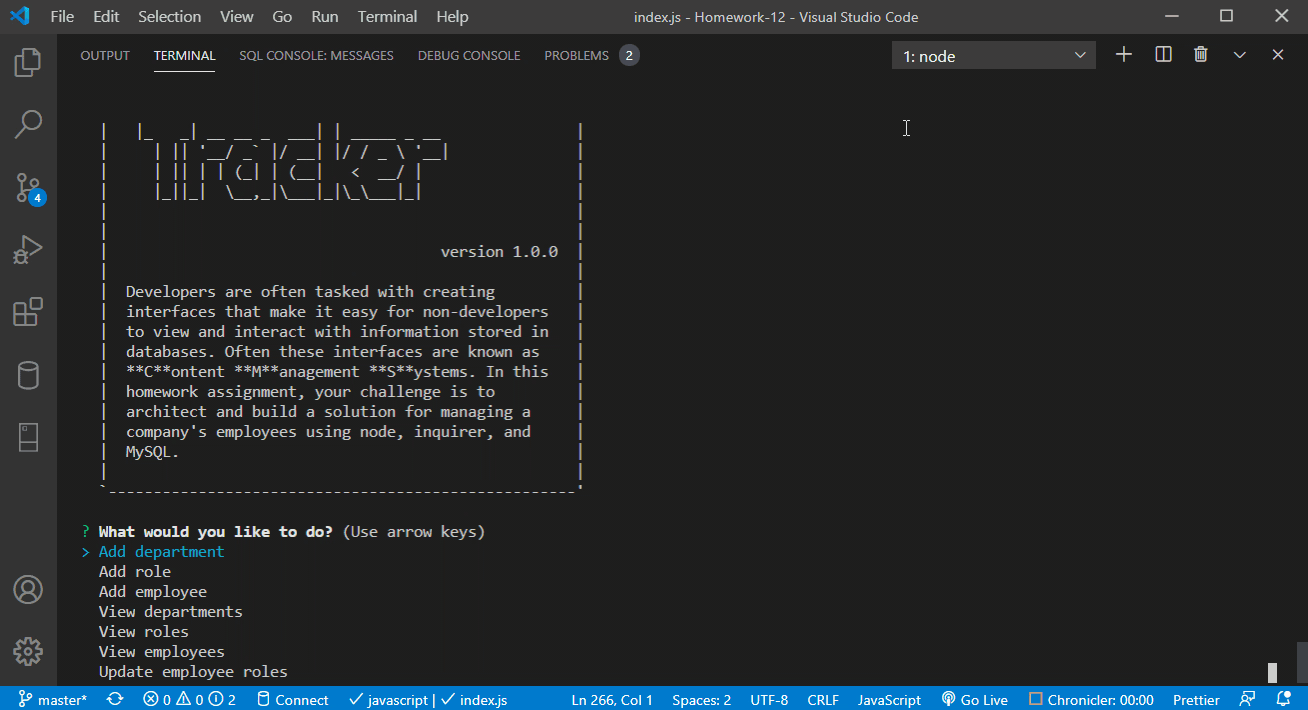 File Edit Selection View Go Run Terminal Help
index.js - Homework-12 - Visual Studio Code
OUTPUT TERMINAL SQL CONSOLE: MESSAGES DEBUG CONSOLE PROBLEMS 2
1: node
4
Tracker
version 1.0.0
Developers are often tasked with creating
interfaces that make it easy for non-developers
to view and interact with information stored in
databases. Often these interfaces are known as
**C**ontent **M**anagement **S**ystems. In this
homework assignment, your challenge is to
architect and build a solution for managing a
company's employees using node, inquirer, and
MySQL.
? What would you like to do? (Use arrow keys)
> Add department
Add role
Add employee
View departments
View roles
View employees
Update employee roles
master* 0 0 2 Connect javascript | index.js Ln 266, Col 1 Spaces: 2 UTF-8 CRLF JavaScript Go Live Chronicler: 00:00 Prettier